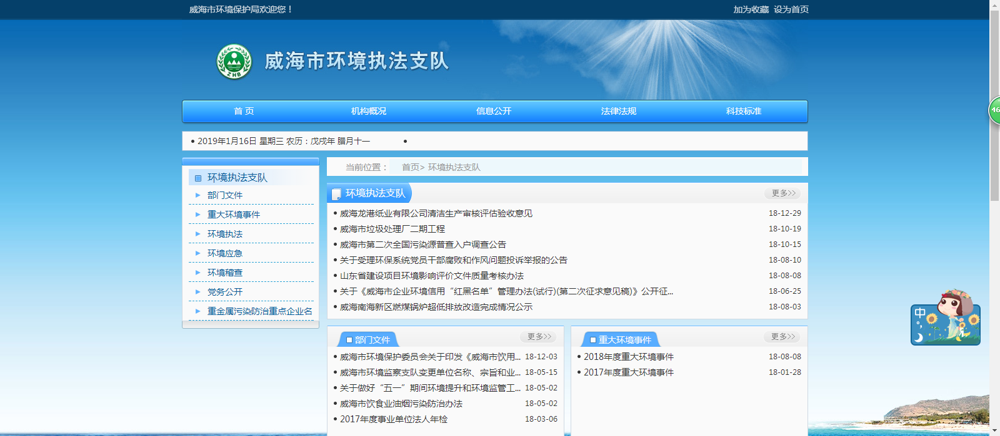 威海市环境保护局欢迎您！
加为收藏 设为首页
ZHB
威海市环境执法支队
首 页 机构概况 信息公开 法律法规 科技标准
• 2019年1月16日 星期三 农历：戊戌年 腊月十一 •
46
环境执法支队
部门文件
重大环境事件
环境执法
环境应急
环境稽查
党务公开
重金属污染防治重点企业名
当前位置： 首页> 环境执法支队
环境执法支队 更多>>
• 威海龙港纸业有限公司清洁生产审核评估验收意见 18-12-29
• 威海市垃圾处理厂二期工程 18-10-19
• 威海市第二次全国污染源普查入户调查公告 18-10-15
• 关于受理环保系统党员干部腐败和作风问题投诉举报的公告 18-08-10
• 山东省建设项目环境影响评价文件质量考核办法 18-08-08
• 关于《威海市企业环境信用“红黑名单”管理办法(试行)(第二次征求意见稿)》公开征... 18-06-25
• 威海南海新区燃煤锅炉超低排放改造完成情况公示 18-08-03
部门文件 更多>>
• 威海市环境保护委员会关于印发《威海市饮用... 18-12-03
• 威海市环境监察支队变更单位名称、宗旨和业... 18-05-15
• 关于做好“五一”期间环境提升和环境监管工... 18-05-02
• 威海市饮食业油烟污染防治办法 18-05-02
• 2017年度事业单位法人年检 18-03-06
重大环境事件 更多>>
• 2018年度重大环境事件 18-08-08
• 2017年度重大环境事件 18-01-28
中